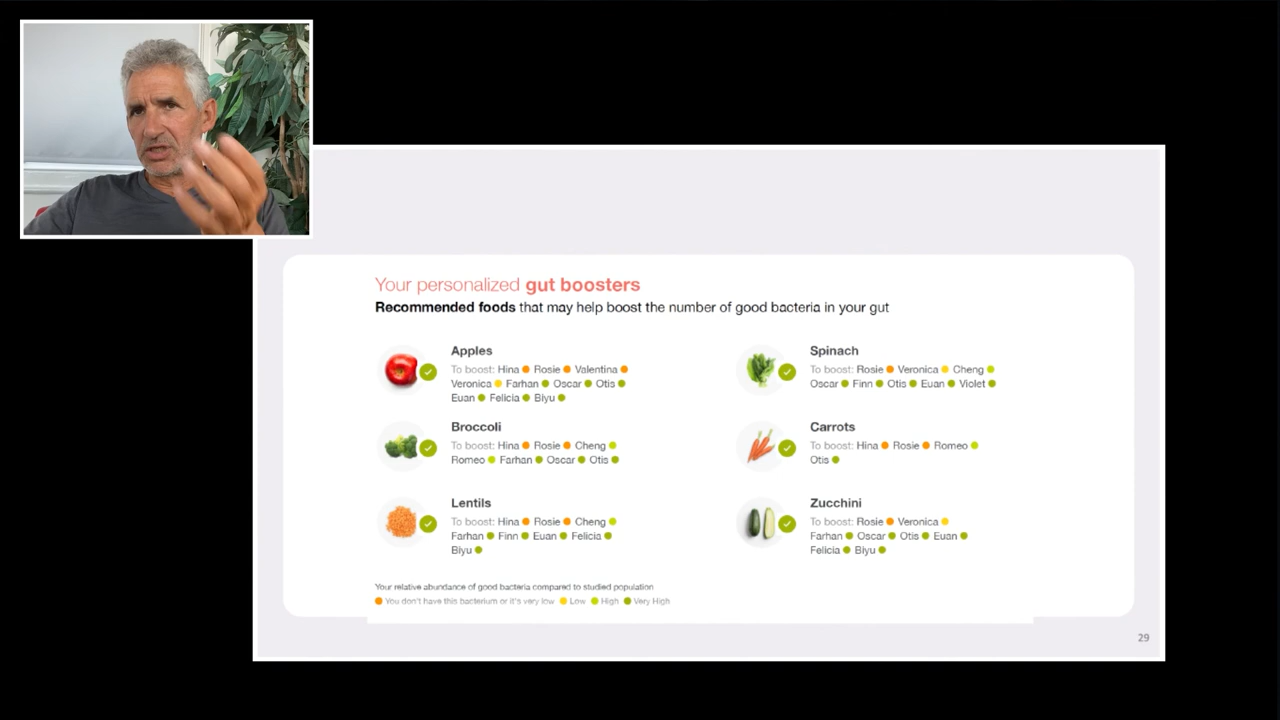 Your personalized gut boosters
Recommended foods that may help boost the number of good bacteria in your gut
Apples
To boost: Hina Rosie Valentina
Veronica Farhan Oscar Otis
Euan Felicia Biyu
Spinach
To boost: Rosie Veronica Cheng
Oscar Finn Otis Euan Violet
Broccoli
To boost: Hina Rosie Cheng
Romeo Farhan Oscar Otis
Carrots
To boost: Hina Rosie Romeo
Otis
Lentils
To boost: Hina Rosie Cheng
Farhan Finn Euan Felicia
Biyu
Zucchini
To boost: Rosie Veronica
Farhan Oscar Otis Euan
Felicia Biyu
Your relative abundance of good bacteria compared to studied population
You don't have this bacterium or it's very low Low High Very High
29